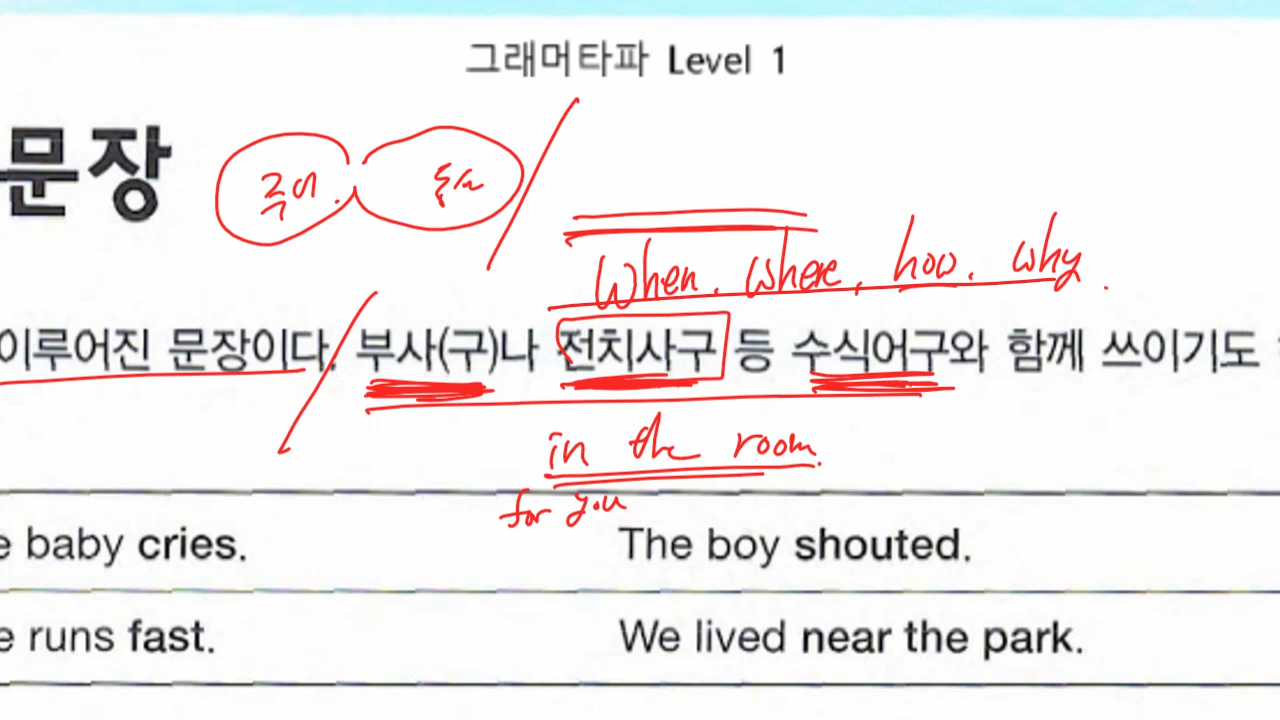 그래머타파 Level 1
문장
주어. 동사
When. where, how. why.
이루어진 문장이다. 부사(구)나 전치사구 등 수식어구와 함께 쓰이기도
in the room.
for you
e baby cries. The boy shouted.
e runs fast. We lived near the park.